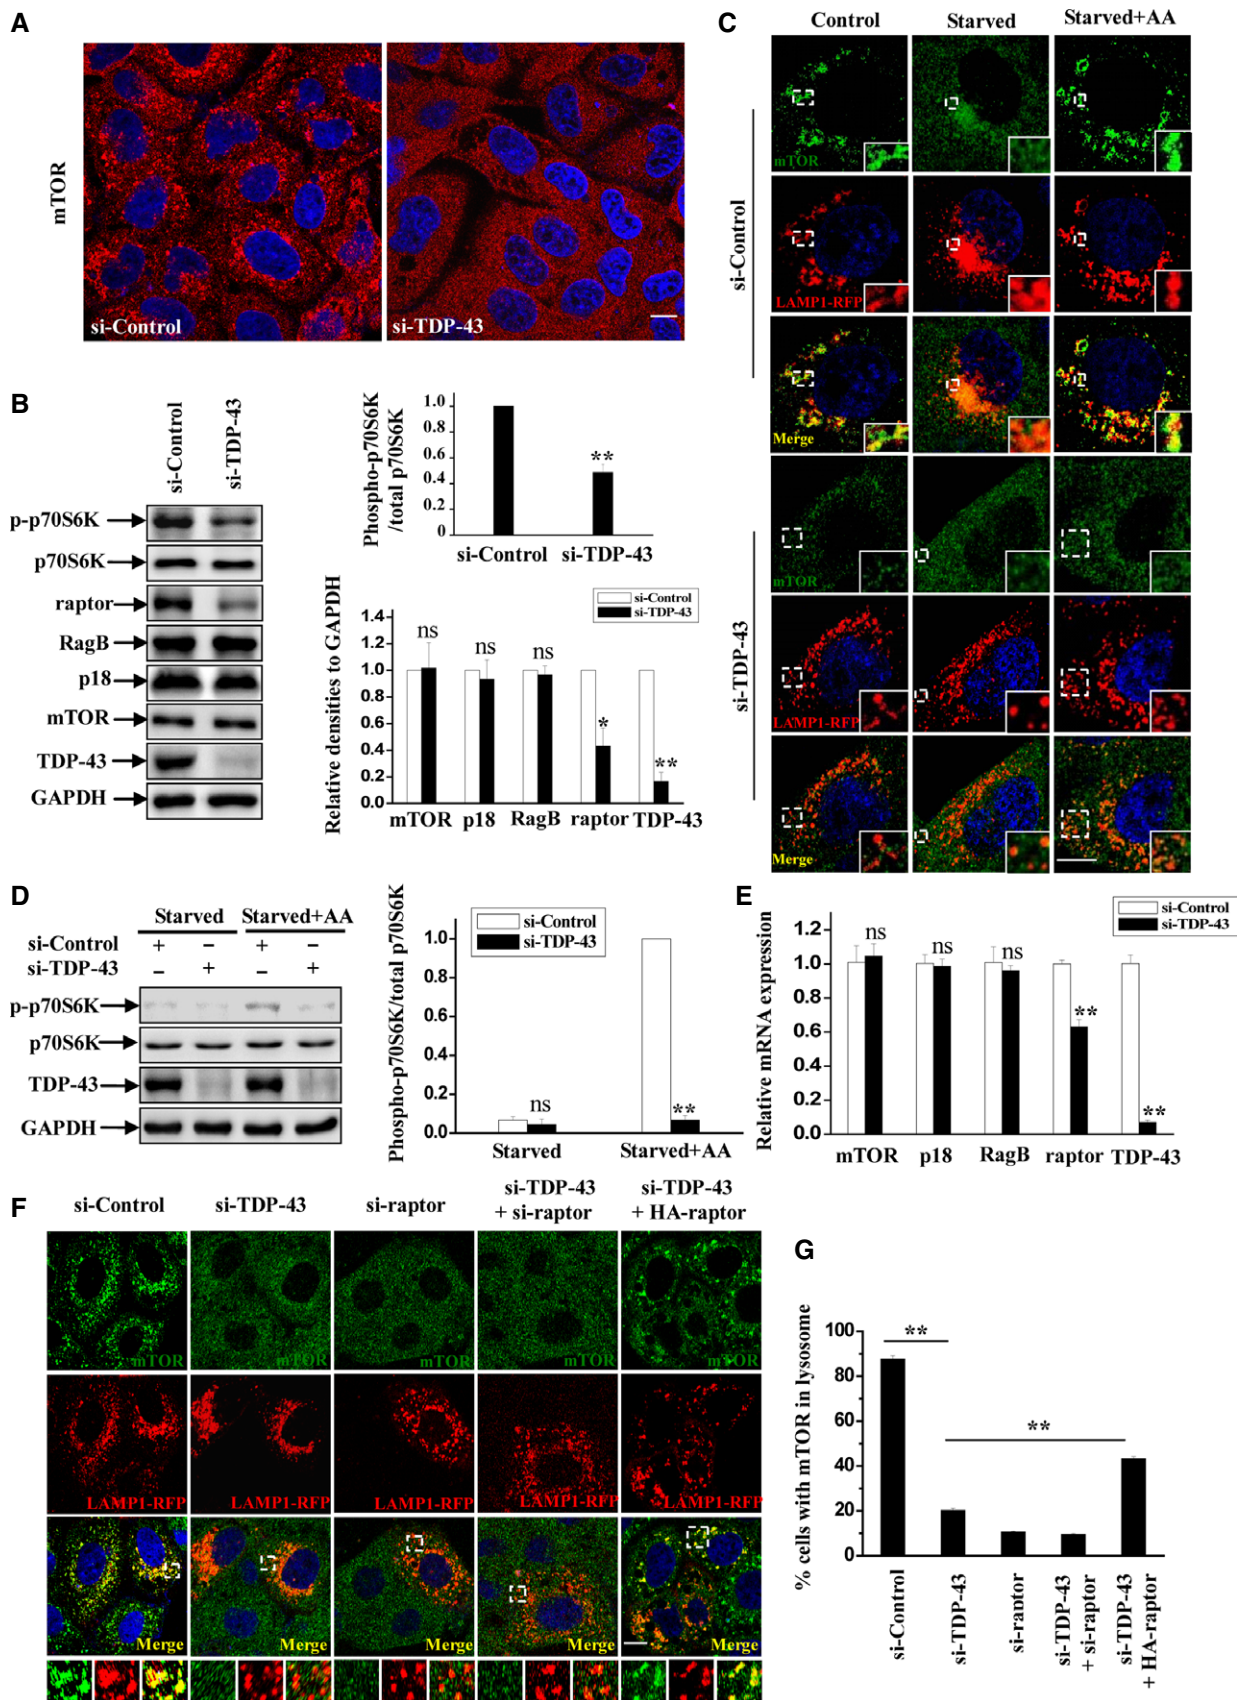 A
mTOR
si-Control
si-TDP-43
B
si-Control
si-TDP-43
p-p70S6K
p70S6K
raptor
RagB
p18
mTOR
TDP-43
GAPDH
Phospho-p70S6K
/total p70S6K
1.0
0.8
0.6
0.4
0.2
0
**
si-Control
si-TDP-43
Relative densities to GAPDH
si-Control
si-TDP-43
1.4
1.2
1.0
0.8
0.6
0.4
0.2
0.0
ns
ns
ns
*
**
mTOR
p18
RagB
raptor
TDP-43
C
Control
Starved
Starved+AA
si-Control
mTOR
LAMP1-RFP
Merge
si-TDP-43
mTOR
LAMP1-RFP
Merge
D
Starved
Starved+AA
si-Control + – + –
si-TDP-43 – + – +
p-p70S6K
p70S6K
TDP-43
GAPDH
Phospho-p70S6K/total p70S6K
si-Control
si-TDP-43
1.0
0.8
0.6
0.4
0.2
0.0
ns
**
Starved
Starved+AA
E
si-Control
si-TDP-43
Relative mRNA expression
1.2
1.0
0.8
0.6
0.4
0.2
0.0
ns
ns
ns
**
**
mTOR
p18
RagB
raptor
TDP-43
F
si-Control
si-TDP-43
si-raptor
si-TDP-43
+ si-raptor
si-TDP-43
+ HA-raptor
mTOR
mTOR
mTOR
mTOR
mTOR
LAMP1-RFP
LAMP1-RFP
LAMP1-RFP
LAMP1-RFP
LAMP1-RFP
Merge
Merge
Merge
Merge
Merge
G
% cells with mTOR in lysosome
100
80
60
40
20
0
**
**
si-Control
si-TDP-43
si-raptor
si-TDP-43
+ si-raptor
si-TDP-43
+ HA-raptor